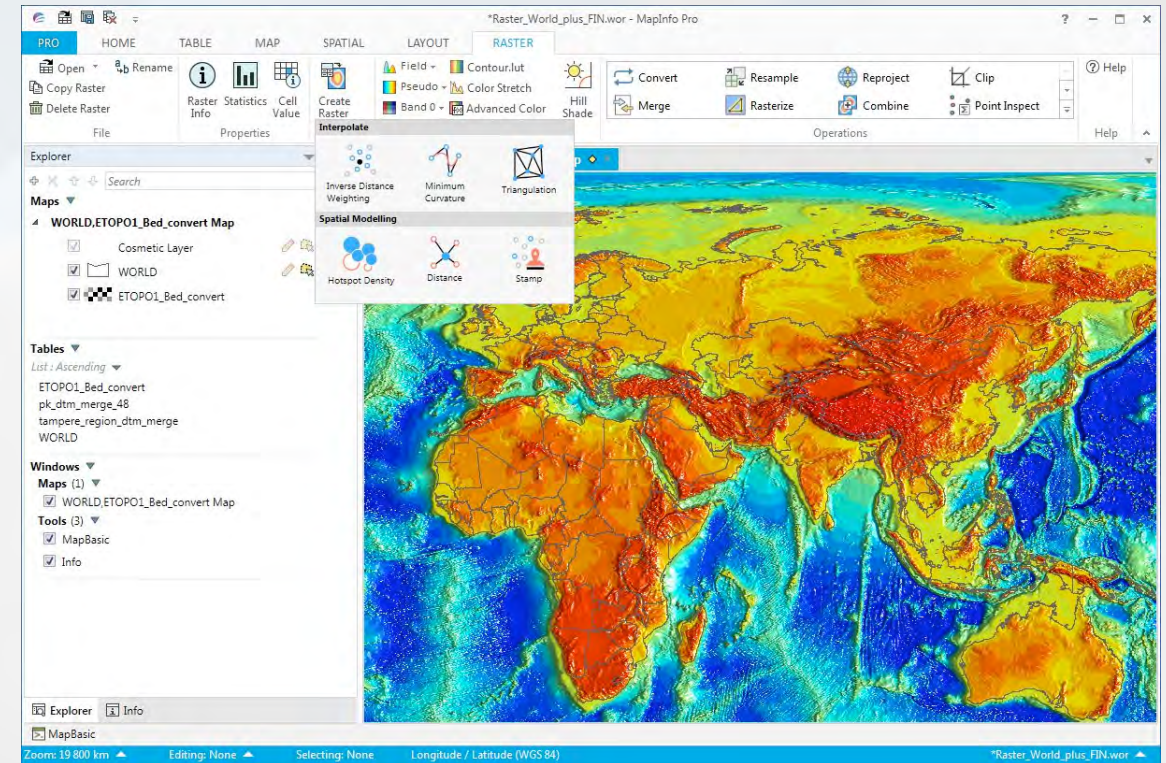 *Raster_World_plus_FIN.wor - MapInfo Pro
PRO HOME TABLE MAP SPATIAL LAYOUT RASTER
Open Rename
Copy Raster
Delete Raster
File
Raster Info
Statistics
Cell Value
Properties
Create Raster
Field Contour.lut
Pseudo Color Stretch
Band 0 Advanced Color
Hill Shade
Convert Resample Reproject Clip
Merge Rasterize Combine Point Inspect
Operations
? Help
Help
Interpolate
Inverse Distance Weighting
Minimum Curvature
Triangulation
Spatial Modelling
Hotspot Density Distance Stamp
Explorer
Search
Maps
WORLD,ETOPO1_Bed_convert Map
Cosmetic Layer
WORLD
ETOPO1_Bed_convert
Tables
List : Ascending
ETOPO1_Bed_convert
pk_dtm_merge_48
tampere_region_dtm_merge
WORLD
Windows
Maps (1)
WORLD,ETOPO1_Bed_convert Map
Tools (3)
MapBasic
Info
Explorer Info
MapBasic
Zoom: 19 800 km Editing: None Selecting: None Longitude / Latitude (WGS 84) *Raster_World_plus_FIN.wor